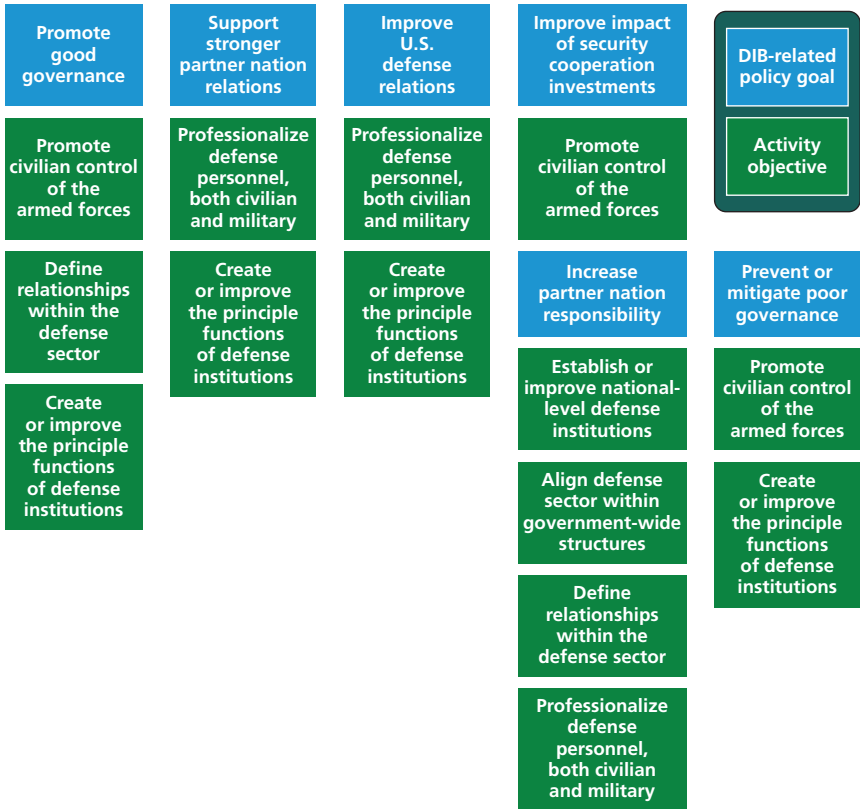 Promote
good
governance
Promote
civilian control
of the
armed forces
Define
relationships
within the
defense
sector
Create
or improve
the principle
functions
of defense
institutions
Support
stronger
partner nation
relations
Professionalize
defense
personnel,
both civilian
and military
Create
or improve
the principle
functions
of defense
institutions
Improve
U.S.
defense
relations
Professionalize
defense
personnel,
both civilian
and military
Create
or improve
the principle
functions
of defense
institutions
Improve impact
of security
cooperation
investments
Promote
civilian control
of the
armed forces
Increase
partner nation
responsibility
Establish or
improve national-
level defense
institutions
Align defense
sector within
government-wide
structures
Define
relationships
within the
defense sector
Professionalize
defense
personnel,
both civilian
and military
DIB-related
policy goal
Activity
objective
Prevent or
mitigate poor
governance
Promote
civilian control
of the
armed forces
Create
or improve
the principle
functions
of defense
institutions